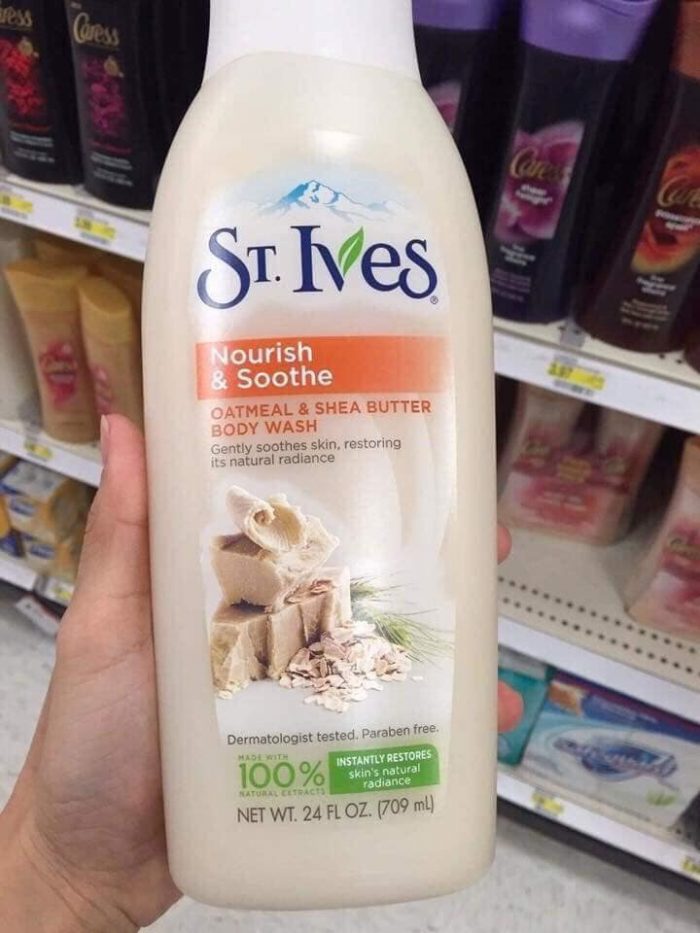 Caress
St. Ives®
Nourish
& Soothe
OATMEAL & SHEA BUTTER
BODY WASH
Gently soothes skin, restoring
its natural radiance
Dermatologist tested. Paraben free.
MADE WITH
100%
NATURAL EXTRACTS
INSTANTLY RESTORES
skin's natural
radiance
NET WT. 24 FL OZ. (709 mL)